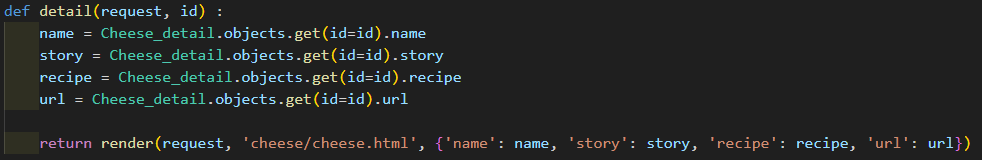 def detail(request, id) :
    name = Cheese_detail.objects.get(id=id).name
    story = Cheese_detail.objects.get(id=id).story
    recipe = Cheese_detail.objects.get(id=id).recipe
    url = Cheese_detail.objects.get(id=id).url
    return render(request, 'cheese/cheese.html', {'name': name, 'story': story, 'recipe': recipe, 'url': url})